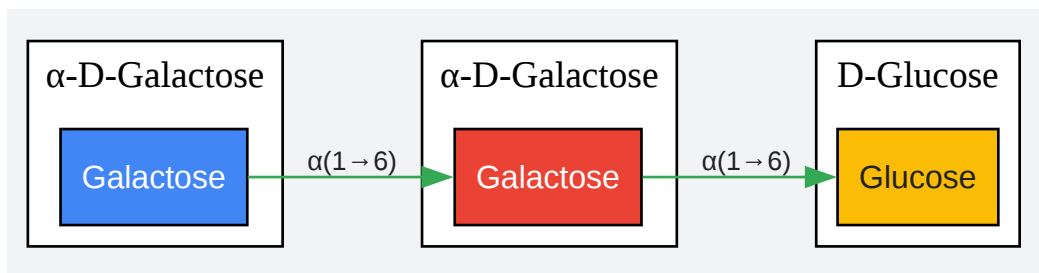 α-D-Galactose
Galactose
α(1→6)
α-D-Galactose
Galactose
α(1→6)
D-Glucose
Glucose